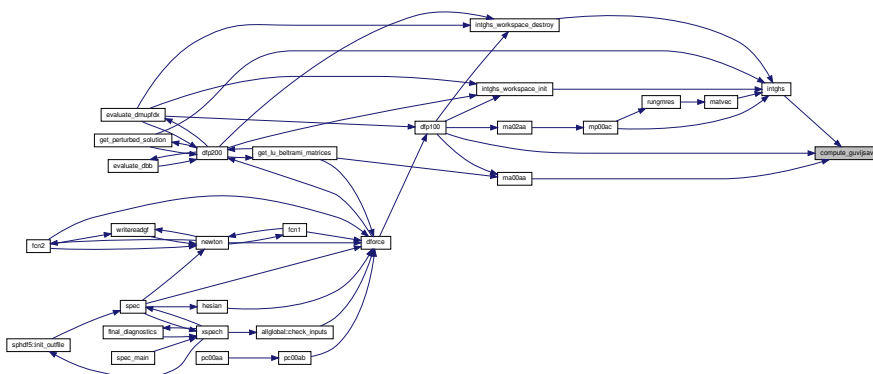 intghs_workspace_destroy
intghs_workspace_init
intghs
rungmres
matvec
evaluate_dmupfdx
dfp100
ma02aa
mp00ac
get_perturbed_solution
dfp200
get_lu_beltrami_matrices
compute_guvijsave
evaluate_dbb
ma00aa
writereadgf
fcn1
fcn2
newton
dforce
spec
hesian
final_diagnostics
xspech
allglobal::check_inputs
sphdf5::init_outfile
spec_main
pc00aa
pc00ab